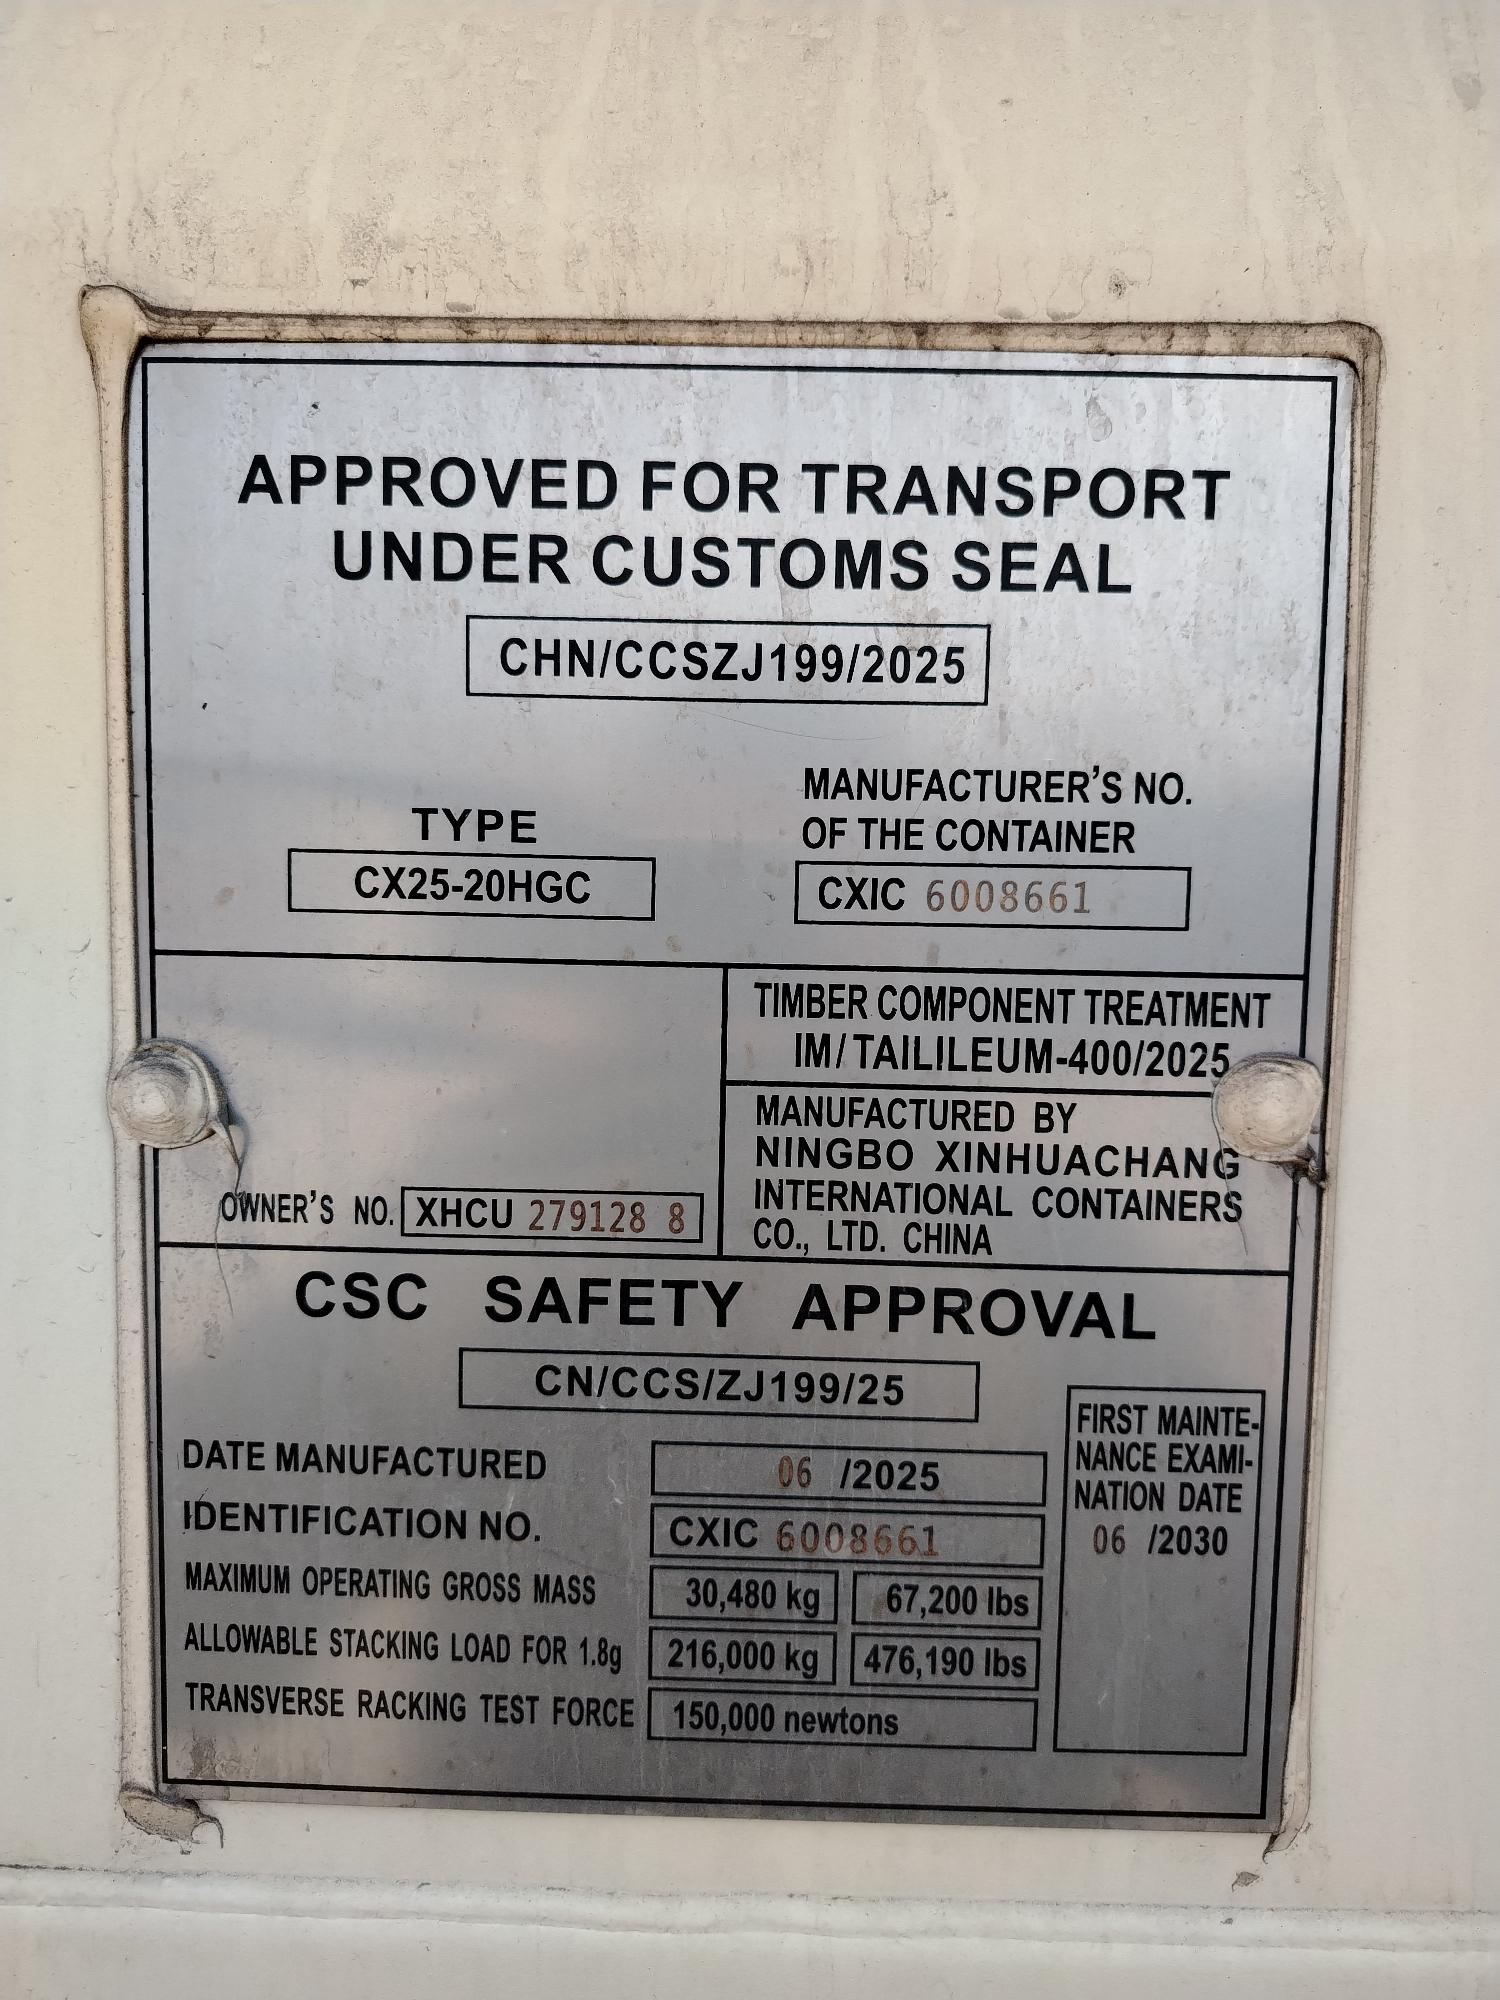 APPROVED FOR TRANSPORT
UNDER CUSTOMS SEAL
CHN/CCSZJ199/2025
TYPE
CX25-20HGC
MANUFACTURER'S NO.
OF THE CONTAINER
CXIC 6008661
TIMBER COMPONENT TREATMENT
IM/TAILILEUM-400/2025
MANUFACTURED BY
NINGBO XINHUACHANG
INTERNATIONAL CONTAINERS
CO., LTD. CHINA
OWNER'S NO. XHCU 279128 8
CSC SAFETY APPROVAL
CN/CCS/ZJ199/25
DATE MANUFACTURED 06 /2025
IDENTIFICATION NO. CXIC 6008661
MAXIMUM OPERATING GROSS MASS 30,480 kg 67,200 lbs
ALLOWABLE STACKING LOAD FOR 1.8g 216,000 kg 476,190 lbs
TRANSVERSE RACKING TEST FORCE 150,000 newtons
FIRST MAINTE-
NANCE EXAMI-
NATION DATE
06 /2030